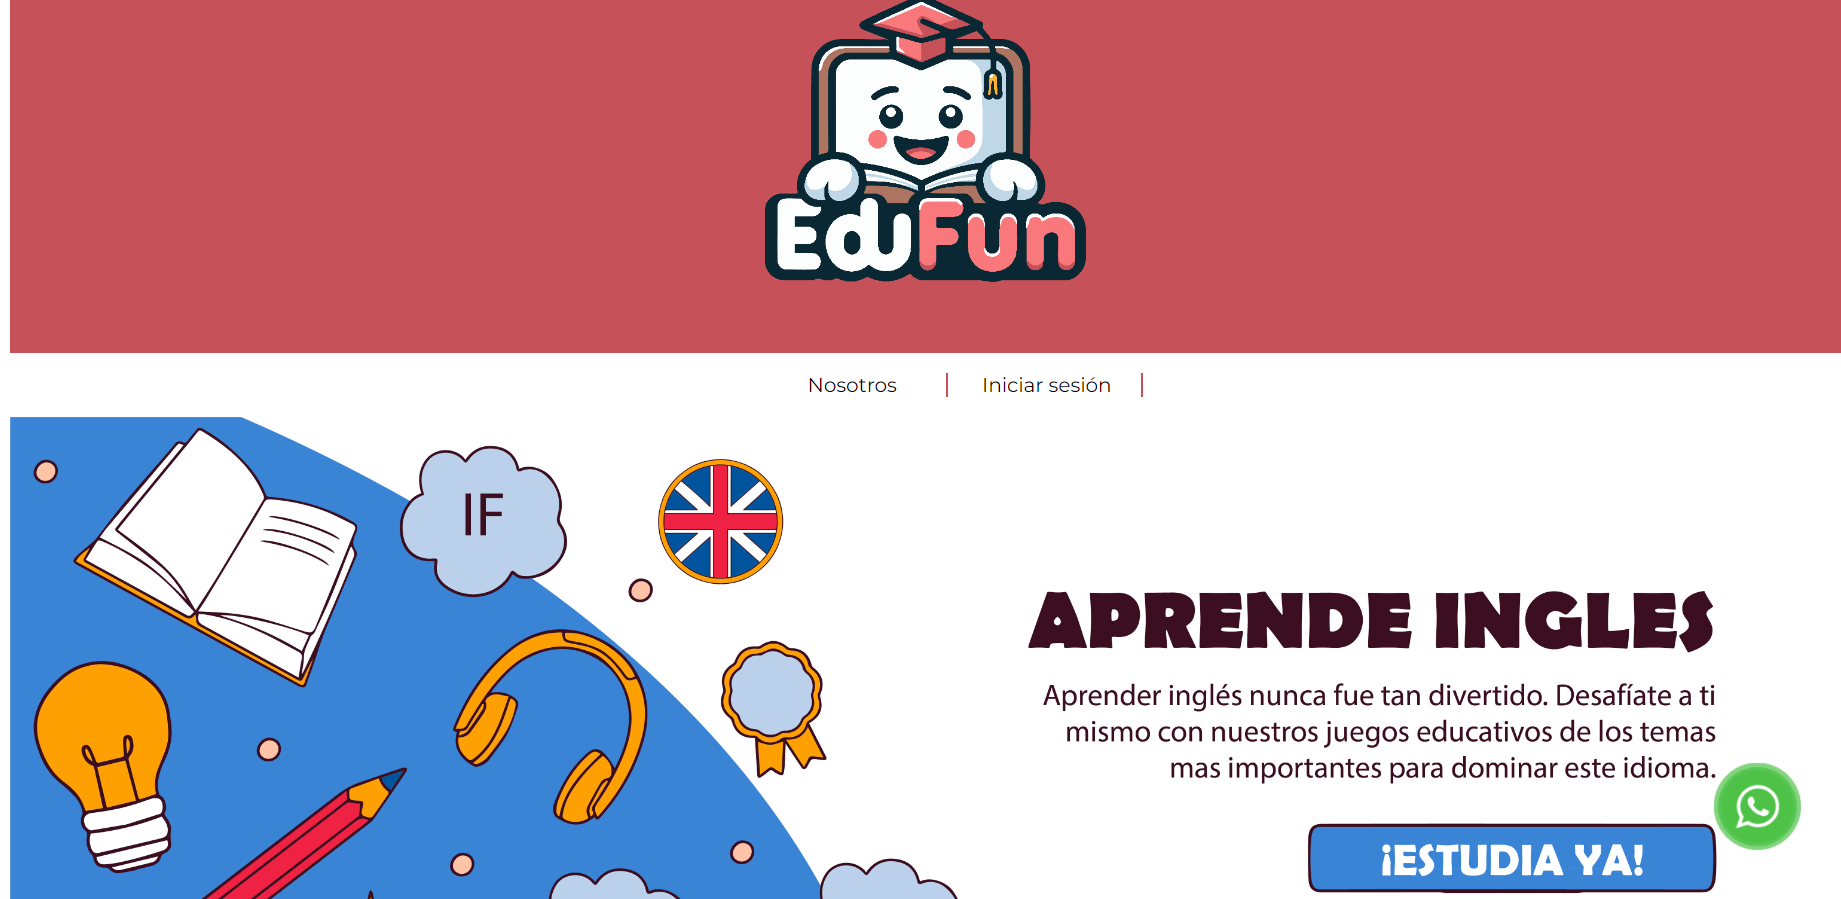 EduFun
Nosotros | Iniciar sesión |
IF
APRENDE INGLES
Aprender inglés nunca fue tan divertido. Desafíate a ti
mismo con nuestros juegos educativos de los temas
mas importantes para dominar este idioma.
¡ESTUDIA YA!